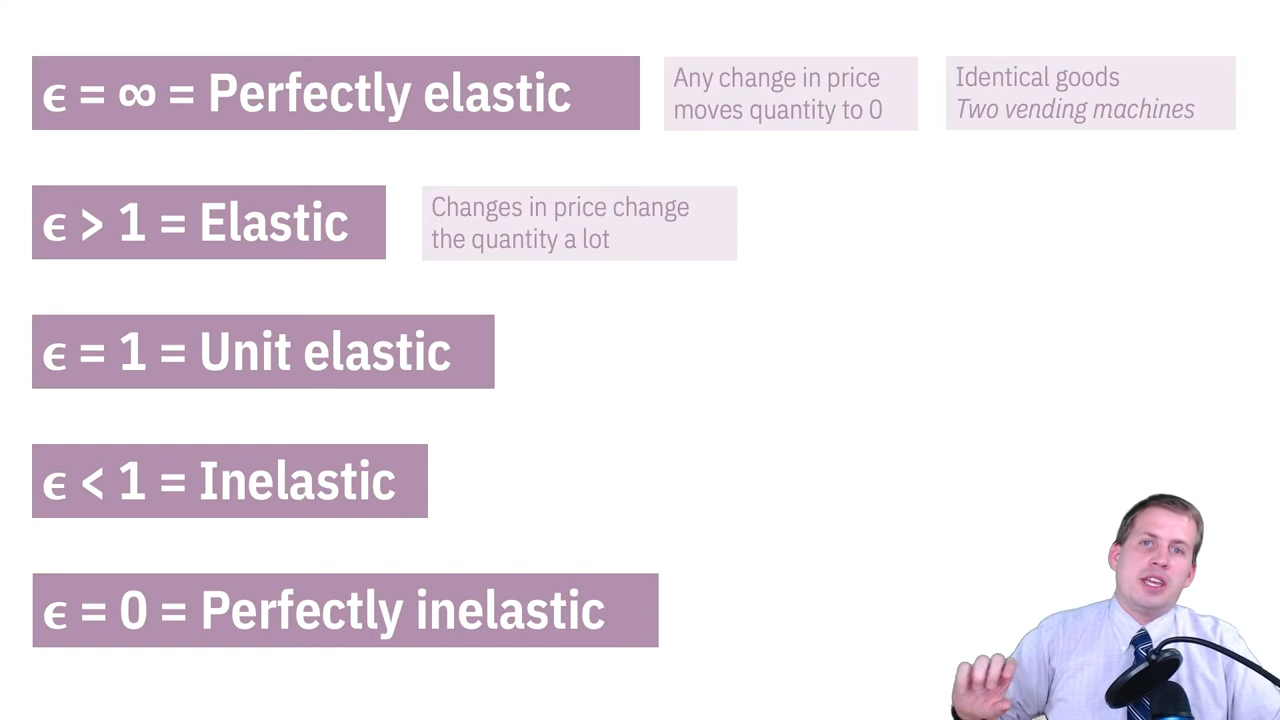 ϵ = ∞ = Perfectly elastic
Any change in price
moves quantity to 0
Identical goods
Two vending machines
ϵ > 1 = Elastic
Changes in price change
the quantity a lot
ϵ = 1 = Unit elastic
ϵ < 1 = Inelastic
ϵ = 0 = Perfectly inelastic